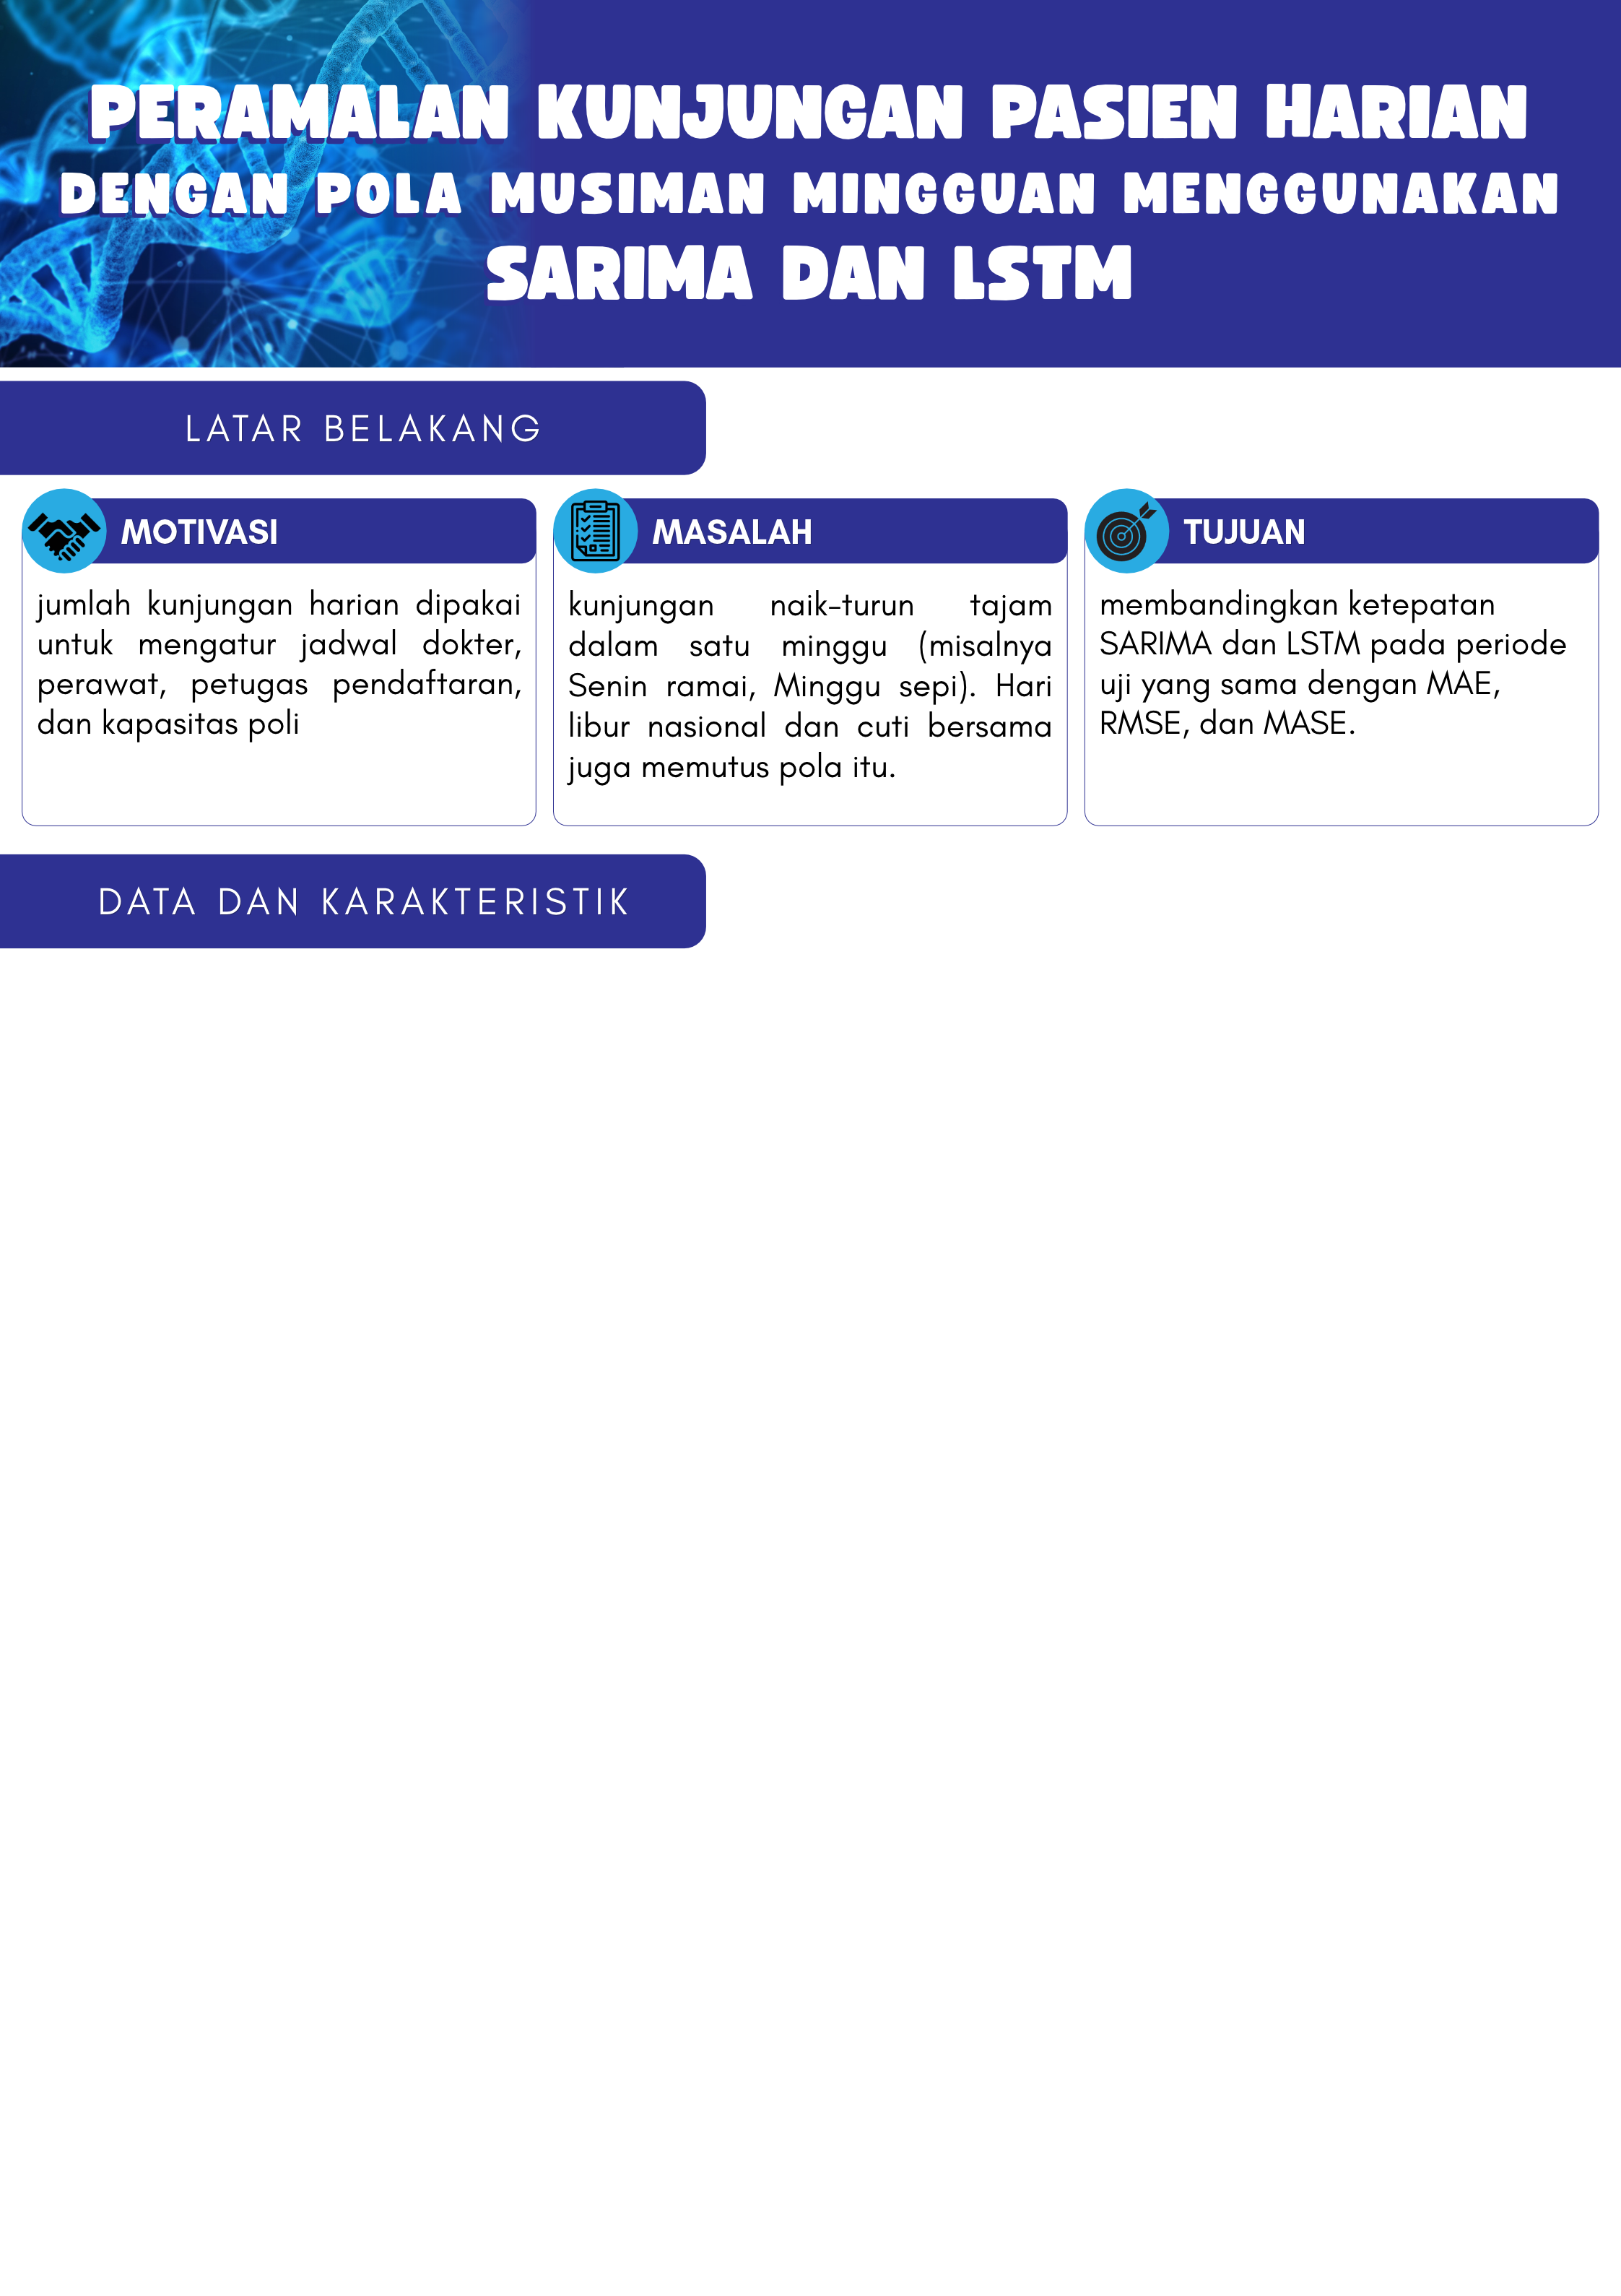 PERAMALAN KUNJUNGAN PASIEN HARIAN
DENGAN POLA MUSIMAN MINGGUAN MENGGUNAKAN
SARIMA DAN LSTM
LATAR BELAKANG
MOTIVASI
jumlah kunjungan harian dipakai
untuk mengatur jadwal dokter,
perawat, petugas pendaftaran,
dan kapasitas poli
MASALAH
kunjungan naik-turun tajam
dalam satu minggu (misalnya
Senin ramai, Minggu sepi). Hari
libur nasional dan cuti bersama
juga memutus pola itu.
TUJUAN
membandingkan ketepatan
SARIMA dan LSTM pada periode
uji yang sama dengan MAE,
RMSE, dan MASE.
DATA DAN KARAKTERISTIK